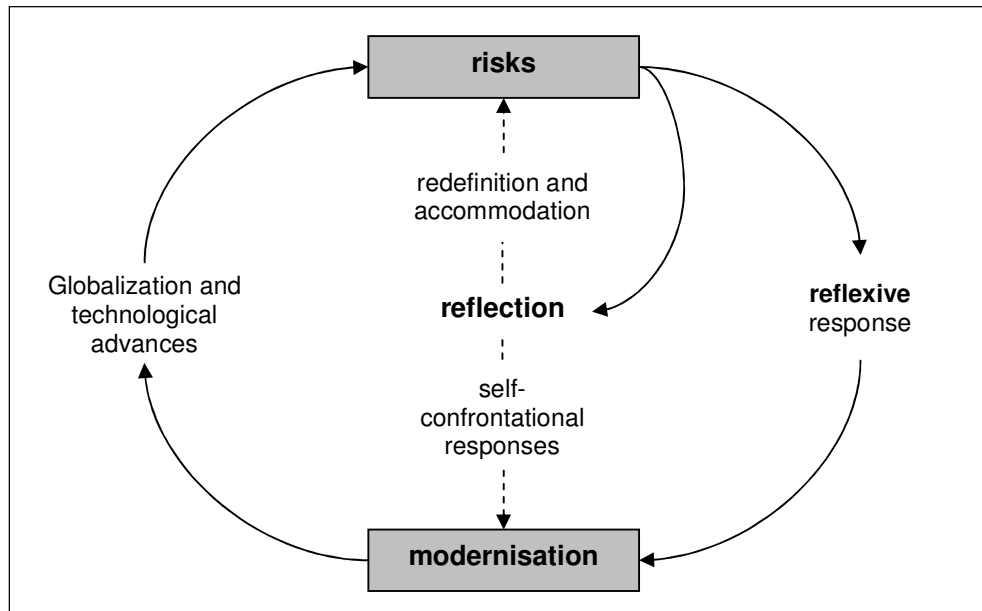 risks
redefinition and
accommodation
Globalization and
technological
advances
reflection
reflexive
response
self-
confrontational
responses
modernisation